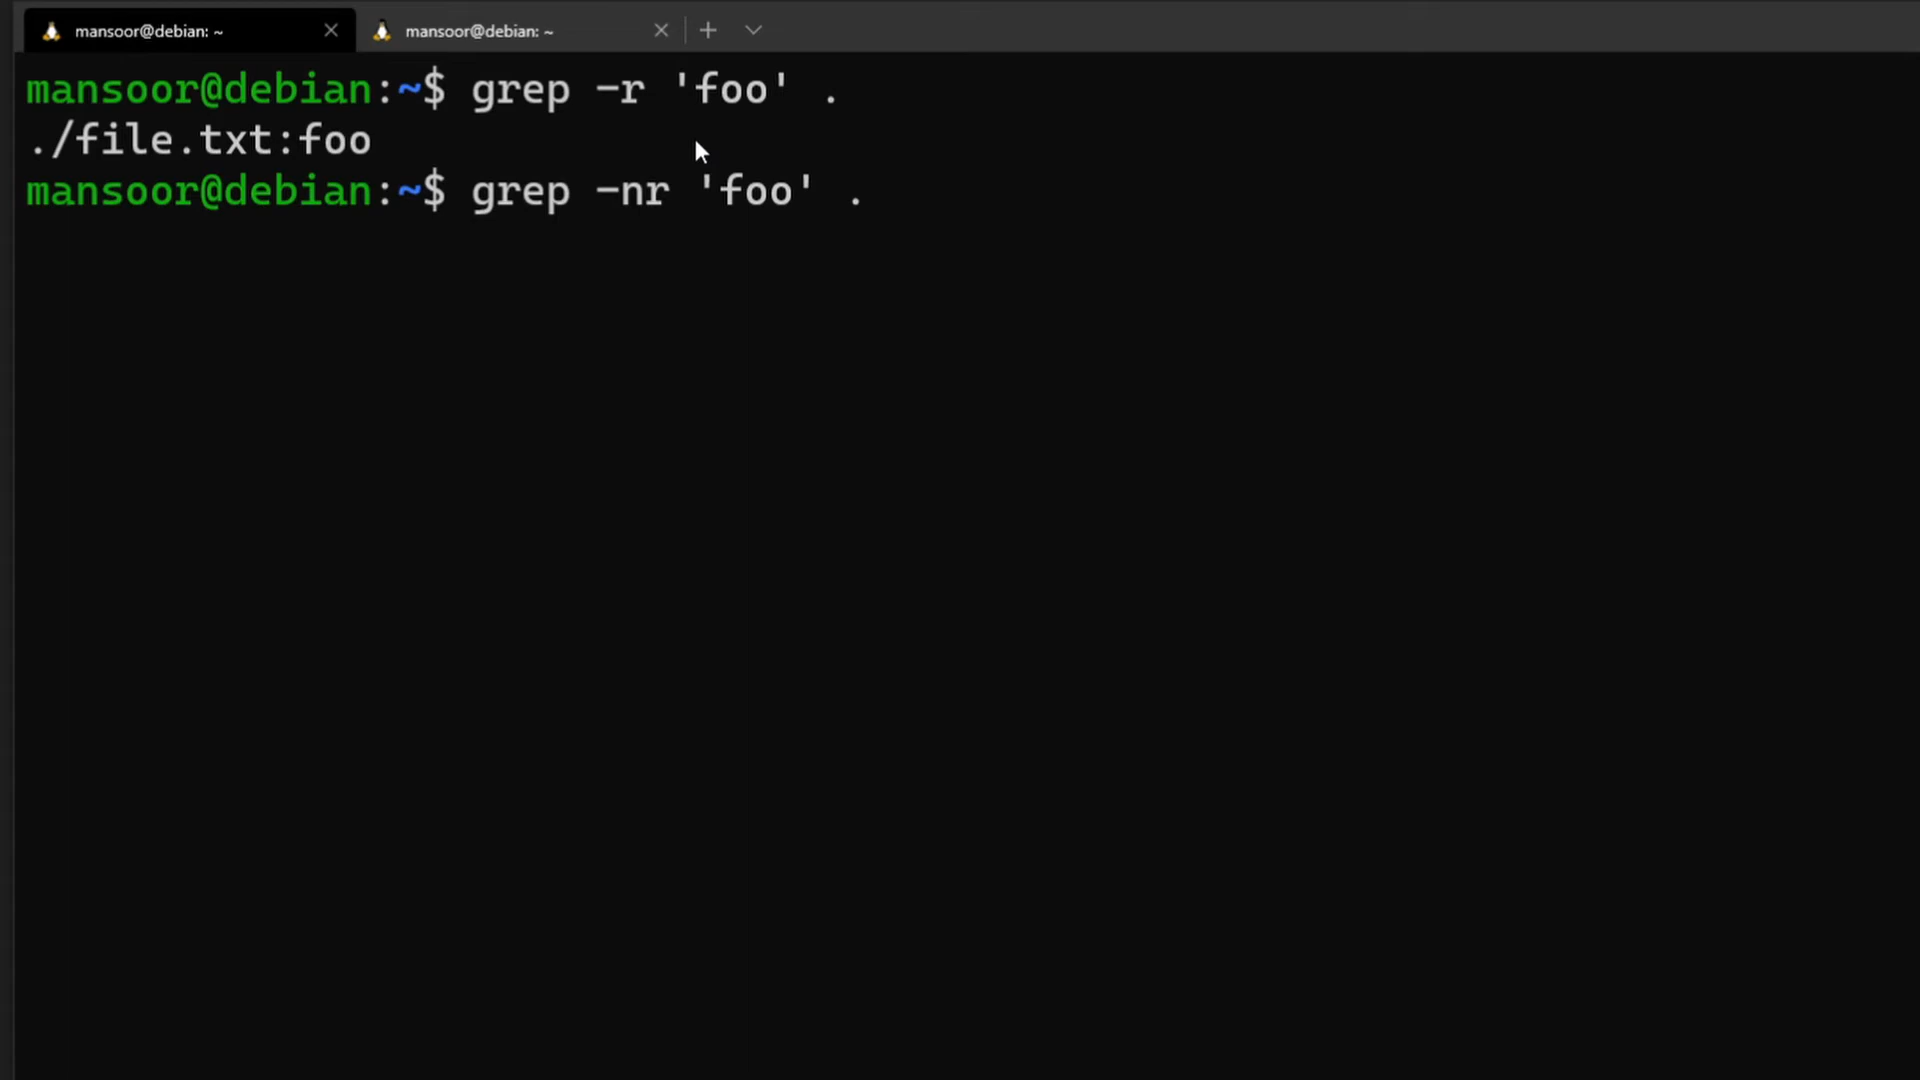 mansoor@debian: ~ mansoor@debian: ~
mansoor@debian:~$ grep -r 'foo' .
./file.txt:foo
mansoor@debian:~$ grep -nr 'foo' .